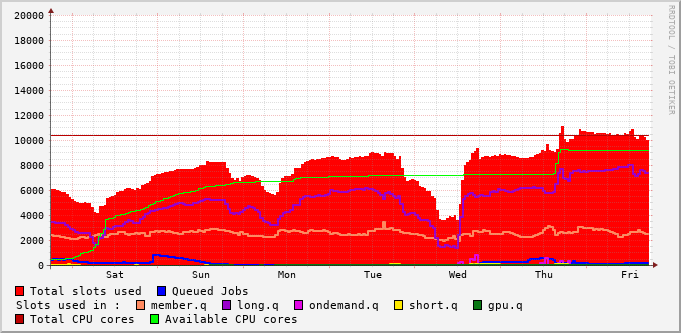 20000
18000
16000
14000
12000
10000
8000
6000
4000
2000
0
Sat Sun Mon Tue Wed Thu Fri
RRDTOOL / TOBI OETIKER
Total slots used Queued Jobs
Slots used in : member.q long.q ondemand.q short.q gpu.q
Total CPU cores Available CPU cores